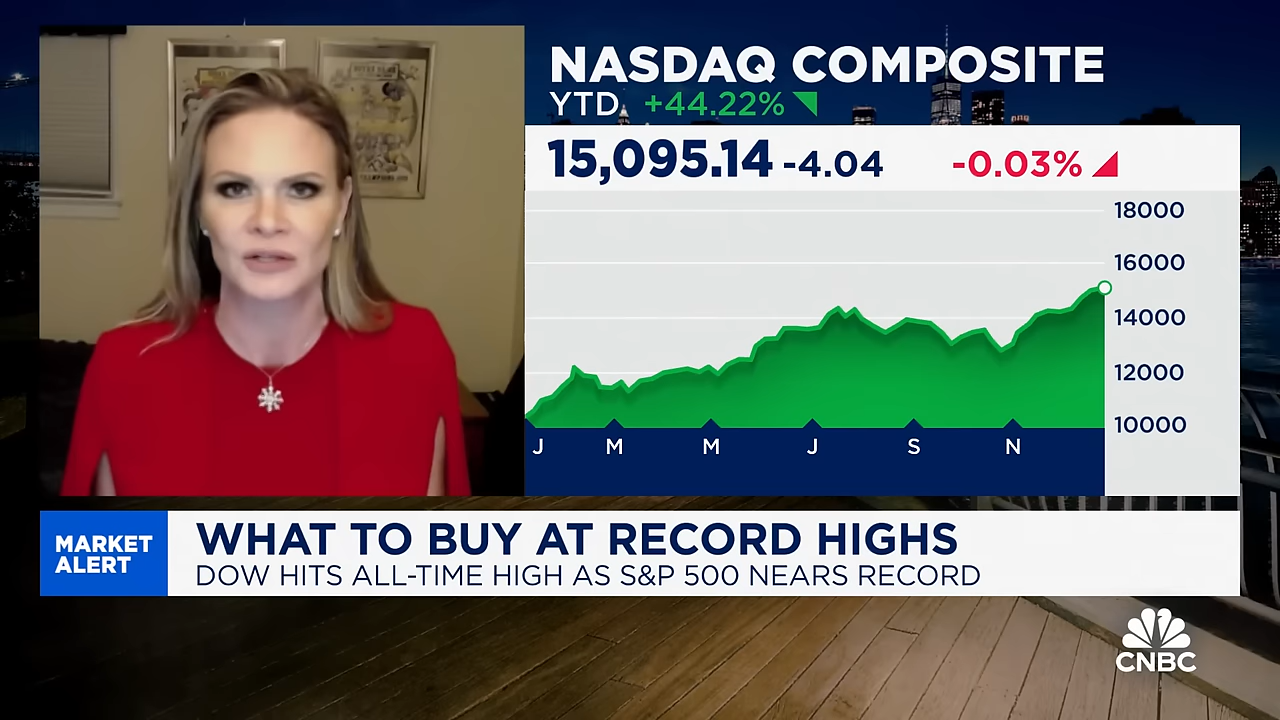 NASDAQ COMPOSITE
YTD +44.22%
15,095.14 -4.04 -0.03%
18000
16000
14000
12000
10000
J M M J S N
MARKET ALERT
WHAT TO BUY AT RECORD HIGHS
DOW HITS ALL-TIME HIGH AS S&P 500 NEARS RECORD
CNBC